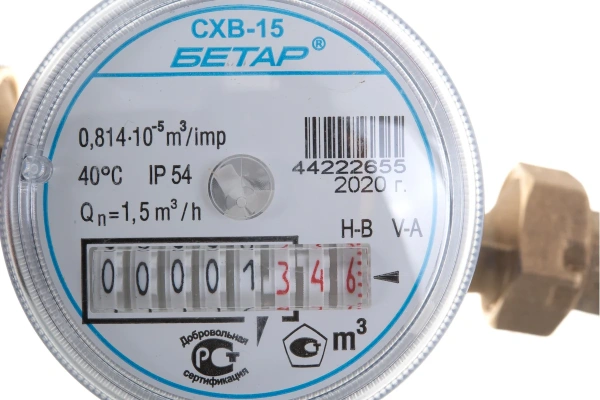 СХВ-15
БЕТАР®
0,814·10⁻⁵m³/imp
40°C IP 54
Qn=1,5 m³/h
44222655
2020 г.
H-B V-A
00001346
m³
Добровольная
РСТ
сертификация